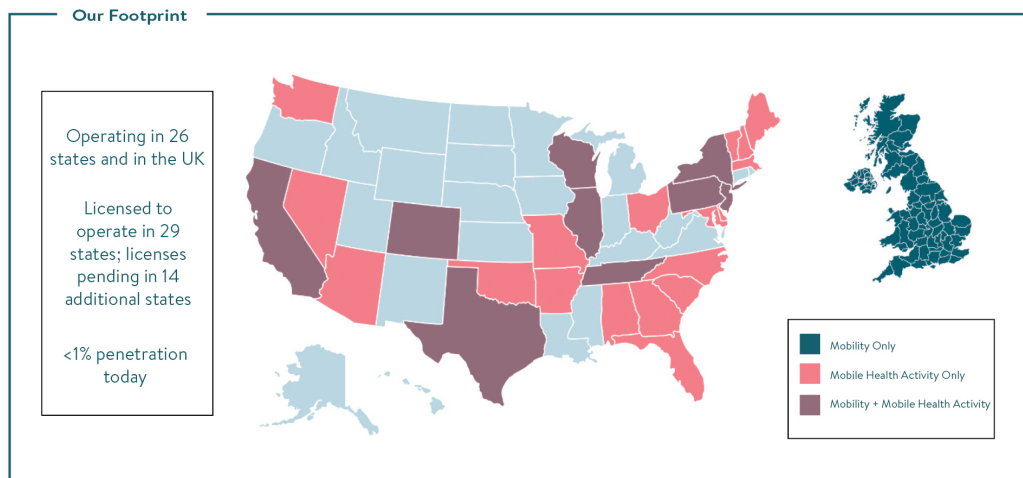 Our Footprint
Operating in 26
states and in the UK
Licensed to
operate in 29
states; licenses
pending in 14
additional states
<1% penetration
today
Mobility Only
Mobile Health Activity Only
Mobility + Mobile Health Activity